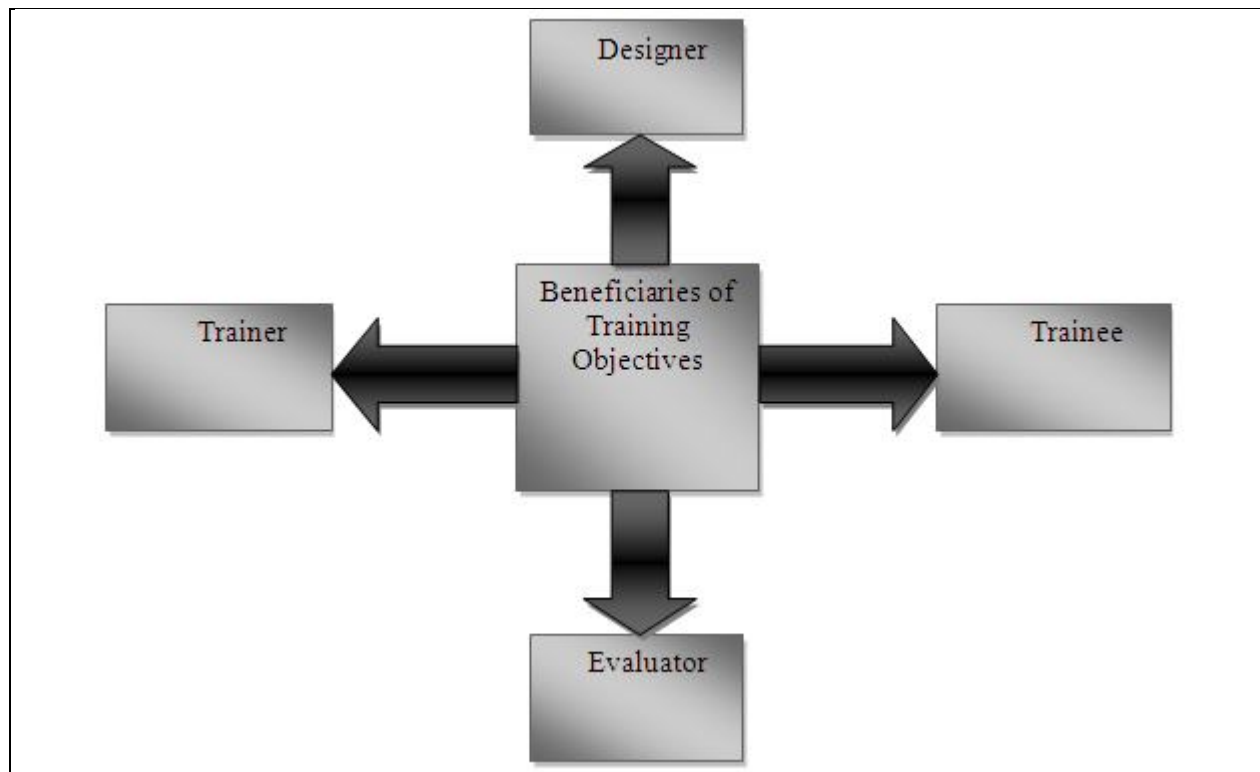 Designer
Beneficiaries of
Training
Objectives
Trainer
Trainee
Evaluator